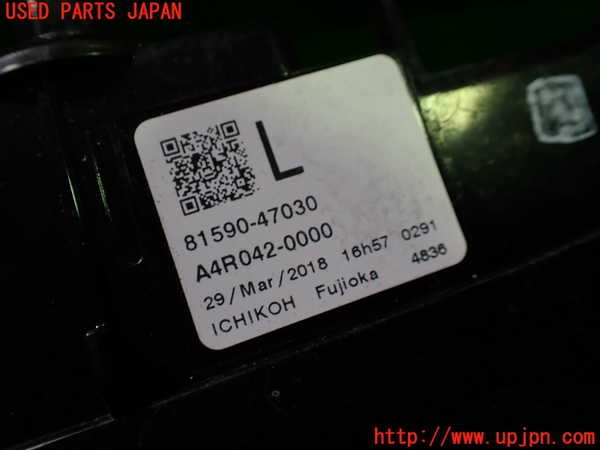 USED PARTS JAPAN
L
81590-47030
A4R042-0000
29/Mar/2018 16h57 0291
ICHIKOH Fujioka 4836
http://www.upjpn.com